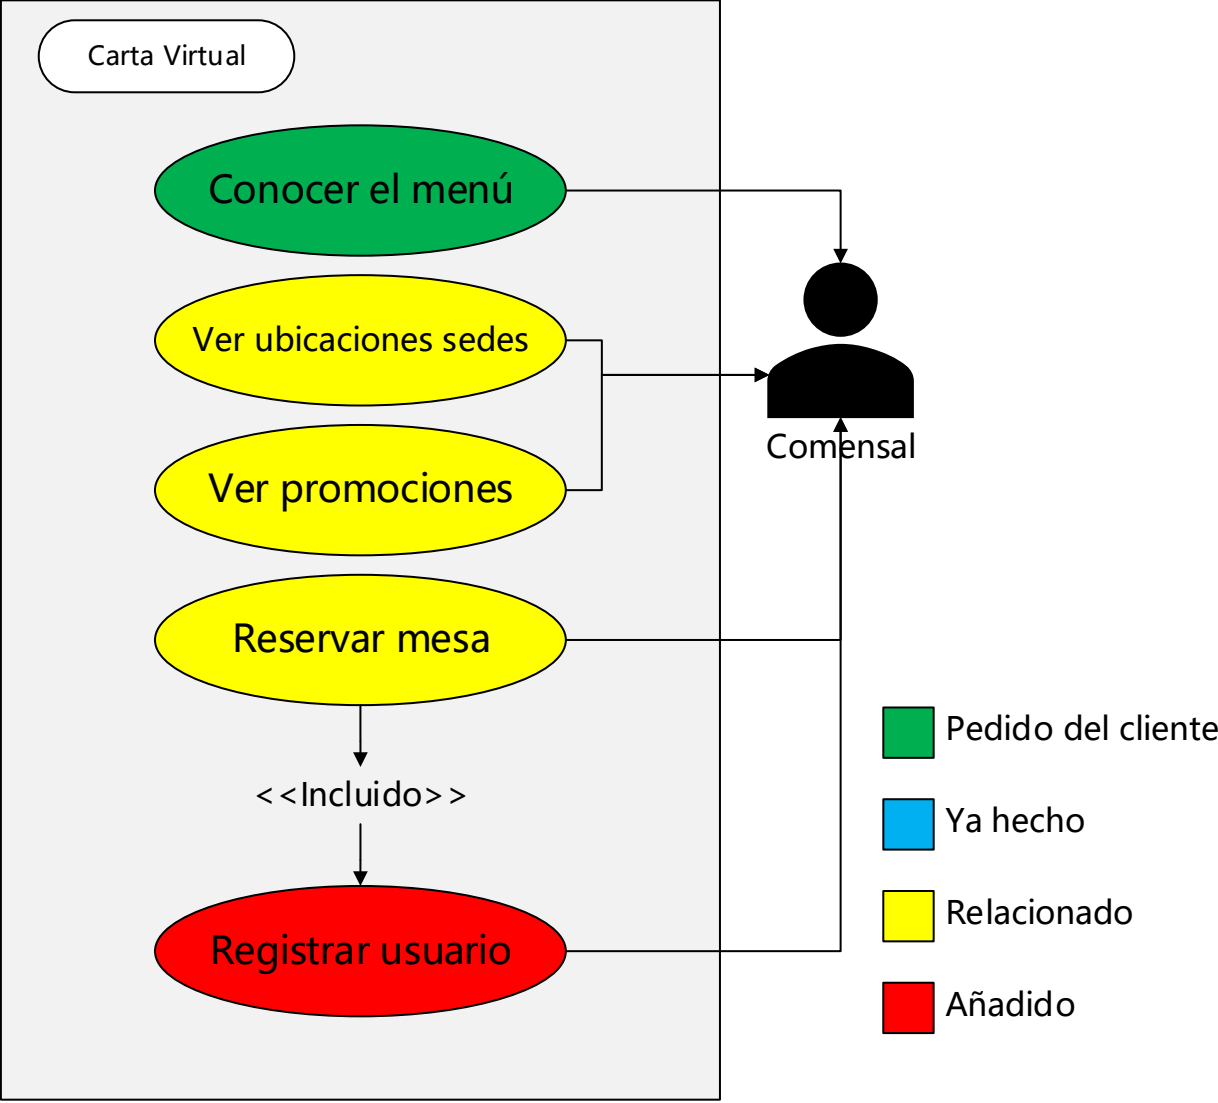 Carta Virtual
Conocer el menú
Ver ubicaciones sedes
Ver promociones
Comensal
Reservar mesa
<<Incluido>>
Registrar usuario
Pedido del cliente
Ya hecho
Relacionado
Añadido